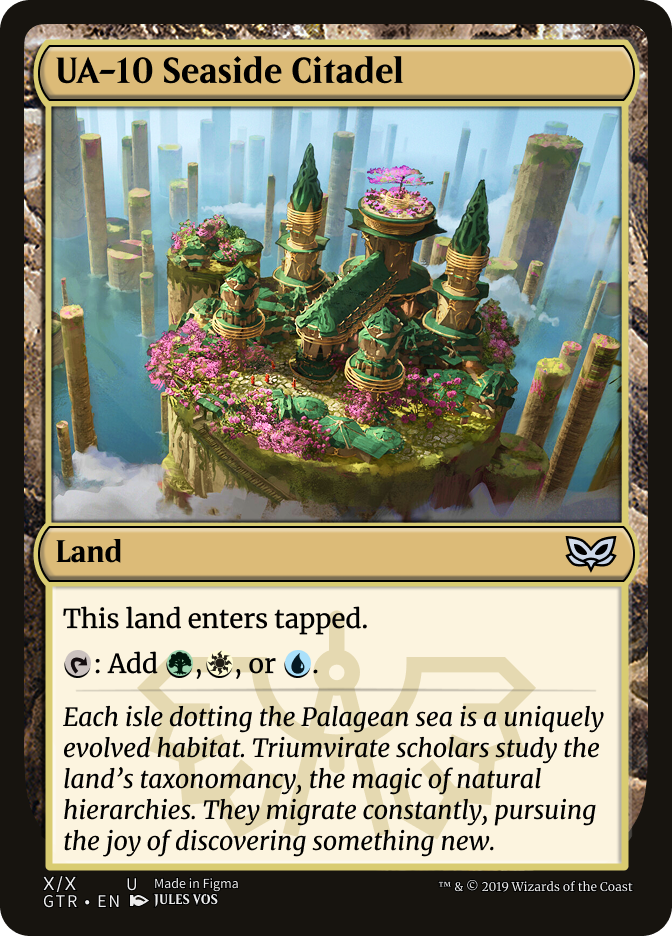 UA-10 Seaside Citadel
Land
This land enters tapped.
: Add , , or .
Each isle dotting the Palagean sea is a uniquely
evolved habitat. Triumvirate scholars study the
land’s taxonomancy, the magic of natural
hierarchies. They migrate constantly, pursuing
the joy of discovering something new.
X/X U Made in Figma ™ & © 2019 Wizards of the Coast
GTR • EN JULES VOS